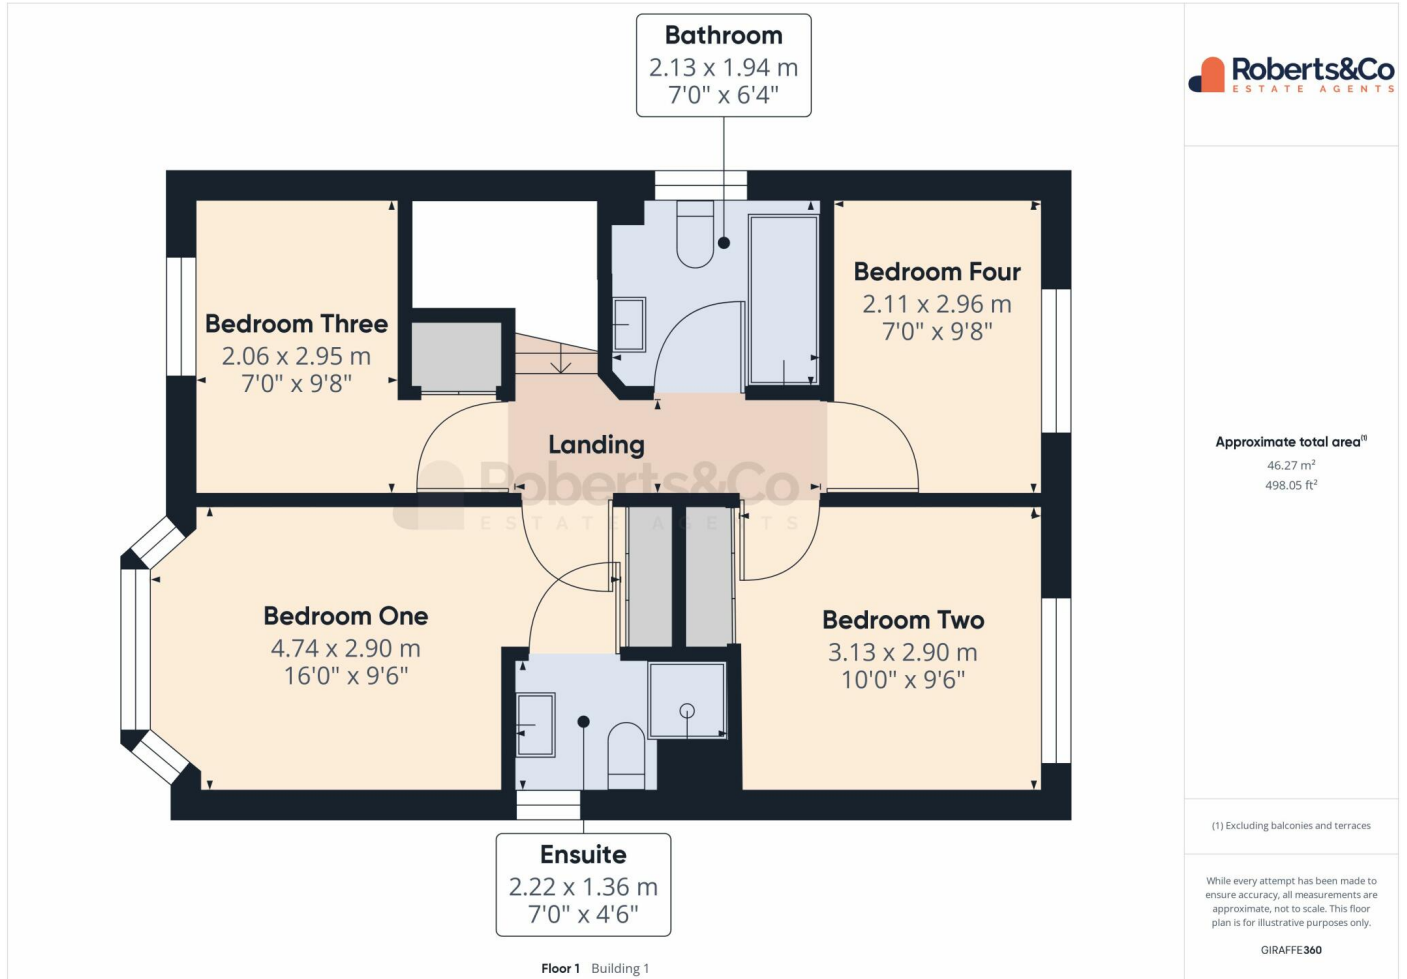 Bathroom
2.13 x 1.94 m
7'0" x 6'4"
Roberts&Co
ESTATE AGENTS
Bedroom Three
2.06 x 2.95 m
7'0" x 9'8"
Bedroom Four
2.11 x 2.96 m
7'0" x 9'8"
Landing
Roberts&Co
ESTATE AGENTS
Bedroom One
4.74 x 2.90 m
16'0" x 9'6"
Bedroom Two
3.13 x 2.90 m
10'0" x 9'6"
Ensuite
2.22 x 1.36 m
7'0" x 4'6"
Floor 1 Building 1
Approximate total area(1)
46.27 m²
498.05 ft²
(1) Excluding balconies and terraces
While every attempt has been made to
ensure accuracy, all measurements are
approximate, not to scale. This floor
plan is for illustrative purposes only.
GIRAFFE360